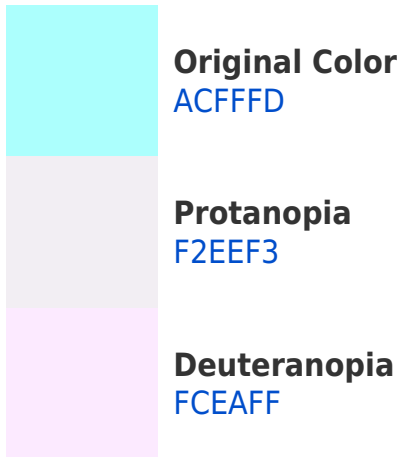 Original Color
ACFFFD
Protanopia
F2EEF3
Deuteranopia
FCEAFF